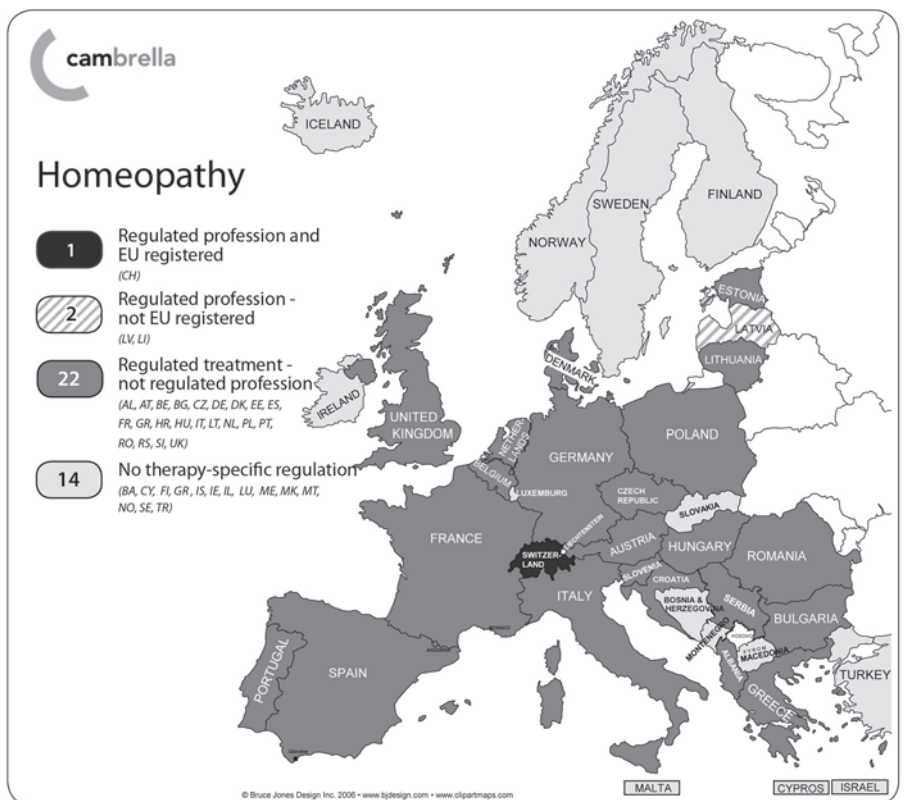 cambrella
ICELAND
Homeopathy
1
Regulated profession and
EU registered
(CH)
2
Regulated profession -
not EU registered
(LV, LI)
22
Regulated treatment -
not regulated profession
(AL, AT, BE, BG, CZ, DE, DK, EE, ES,
FR, GR, HR, HU, IT, LT, NL, PL, PT,
RO, RS, SI, UK)
14
No therapy-specific regulation
(BA, CY, FI, GR, IS, IE, IL, LU, ME, MK, MT,
NO, SE, TR)
FINLAND
SWEDEN
NORWAY
ESTONIA
LATVIA
LITHUANIA
DENMARK
IRELAND
UNITED
KINGDOM
NETHER-
LANDS
BELGIUM
LUXEMBURG
GERMANY
POLAND
CZECH
REPUBLIC
SLOVAKIA
FRANCE
SWITZER-
LAND
LIECHTENSTEIN
AUSTRIA
HUNGARY
ROMANIA
SLOVENIA
CROATIA
ITALY
BOSNIA &
HERZEGOVINA
SERBIA
BULGARIA
MONACO
MONTENEGRO
KOSOVO
FYROM
MACEDONIA
ALBANIA
ANDORRA
PORTUGAL
SPAIN
GREECE
TURKEY
Gibraltar
MALTA
CYPROS
ISRAEL
© Bruce Jones Design Inc. 2006 • www.bjdesign.com • www.clipartmaps.com